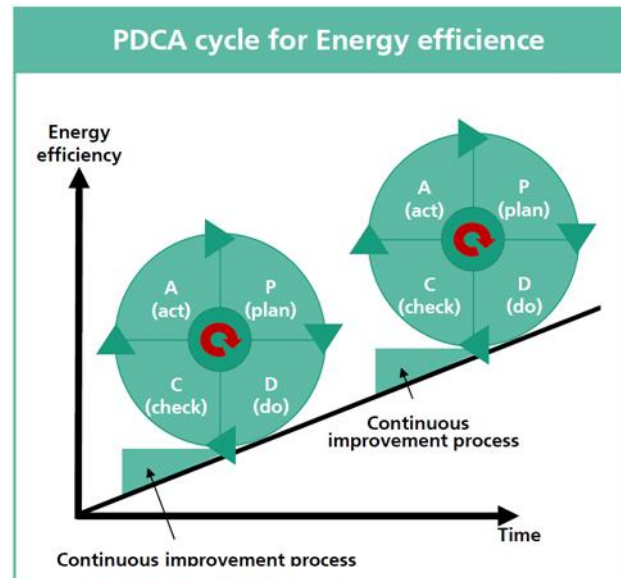 PDCA cycle for Energy efficience
Energy
efficiency
A
(act)
P
(plan)
C
(check)
D
(do)
A
(act)
P
(plan)
C
(check)
D
(do)
Continuous
improvement process
Time
Continuous improvement process